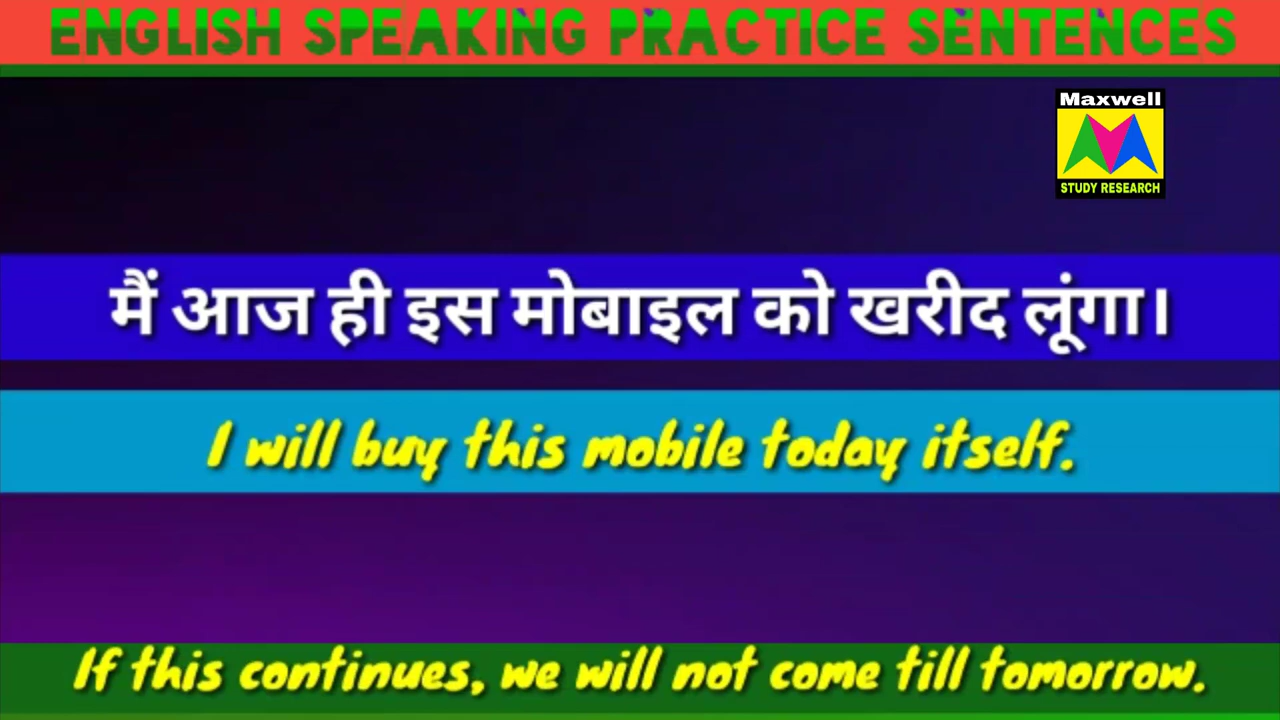 ENGLISH SPEAKING PRACTICE SENTENCES
Maxwell
STUDY RESEARCH
मैं आज ही इस मोबाइल को खरीद लूंगा।
I will buy this mobile today itself.
If this continues, we will not come till tomorrow.